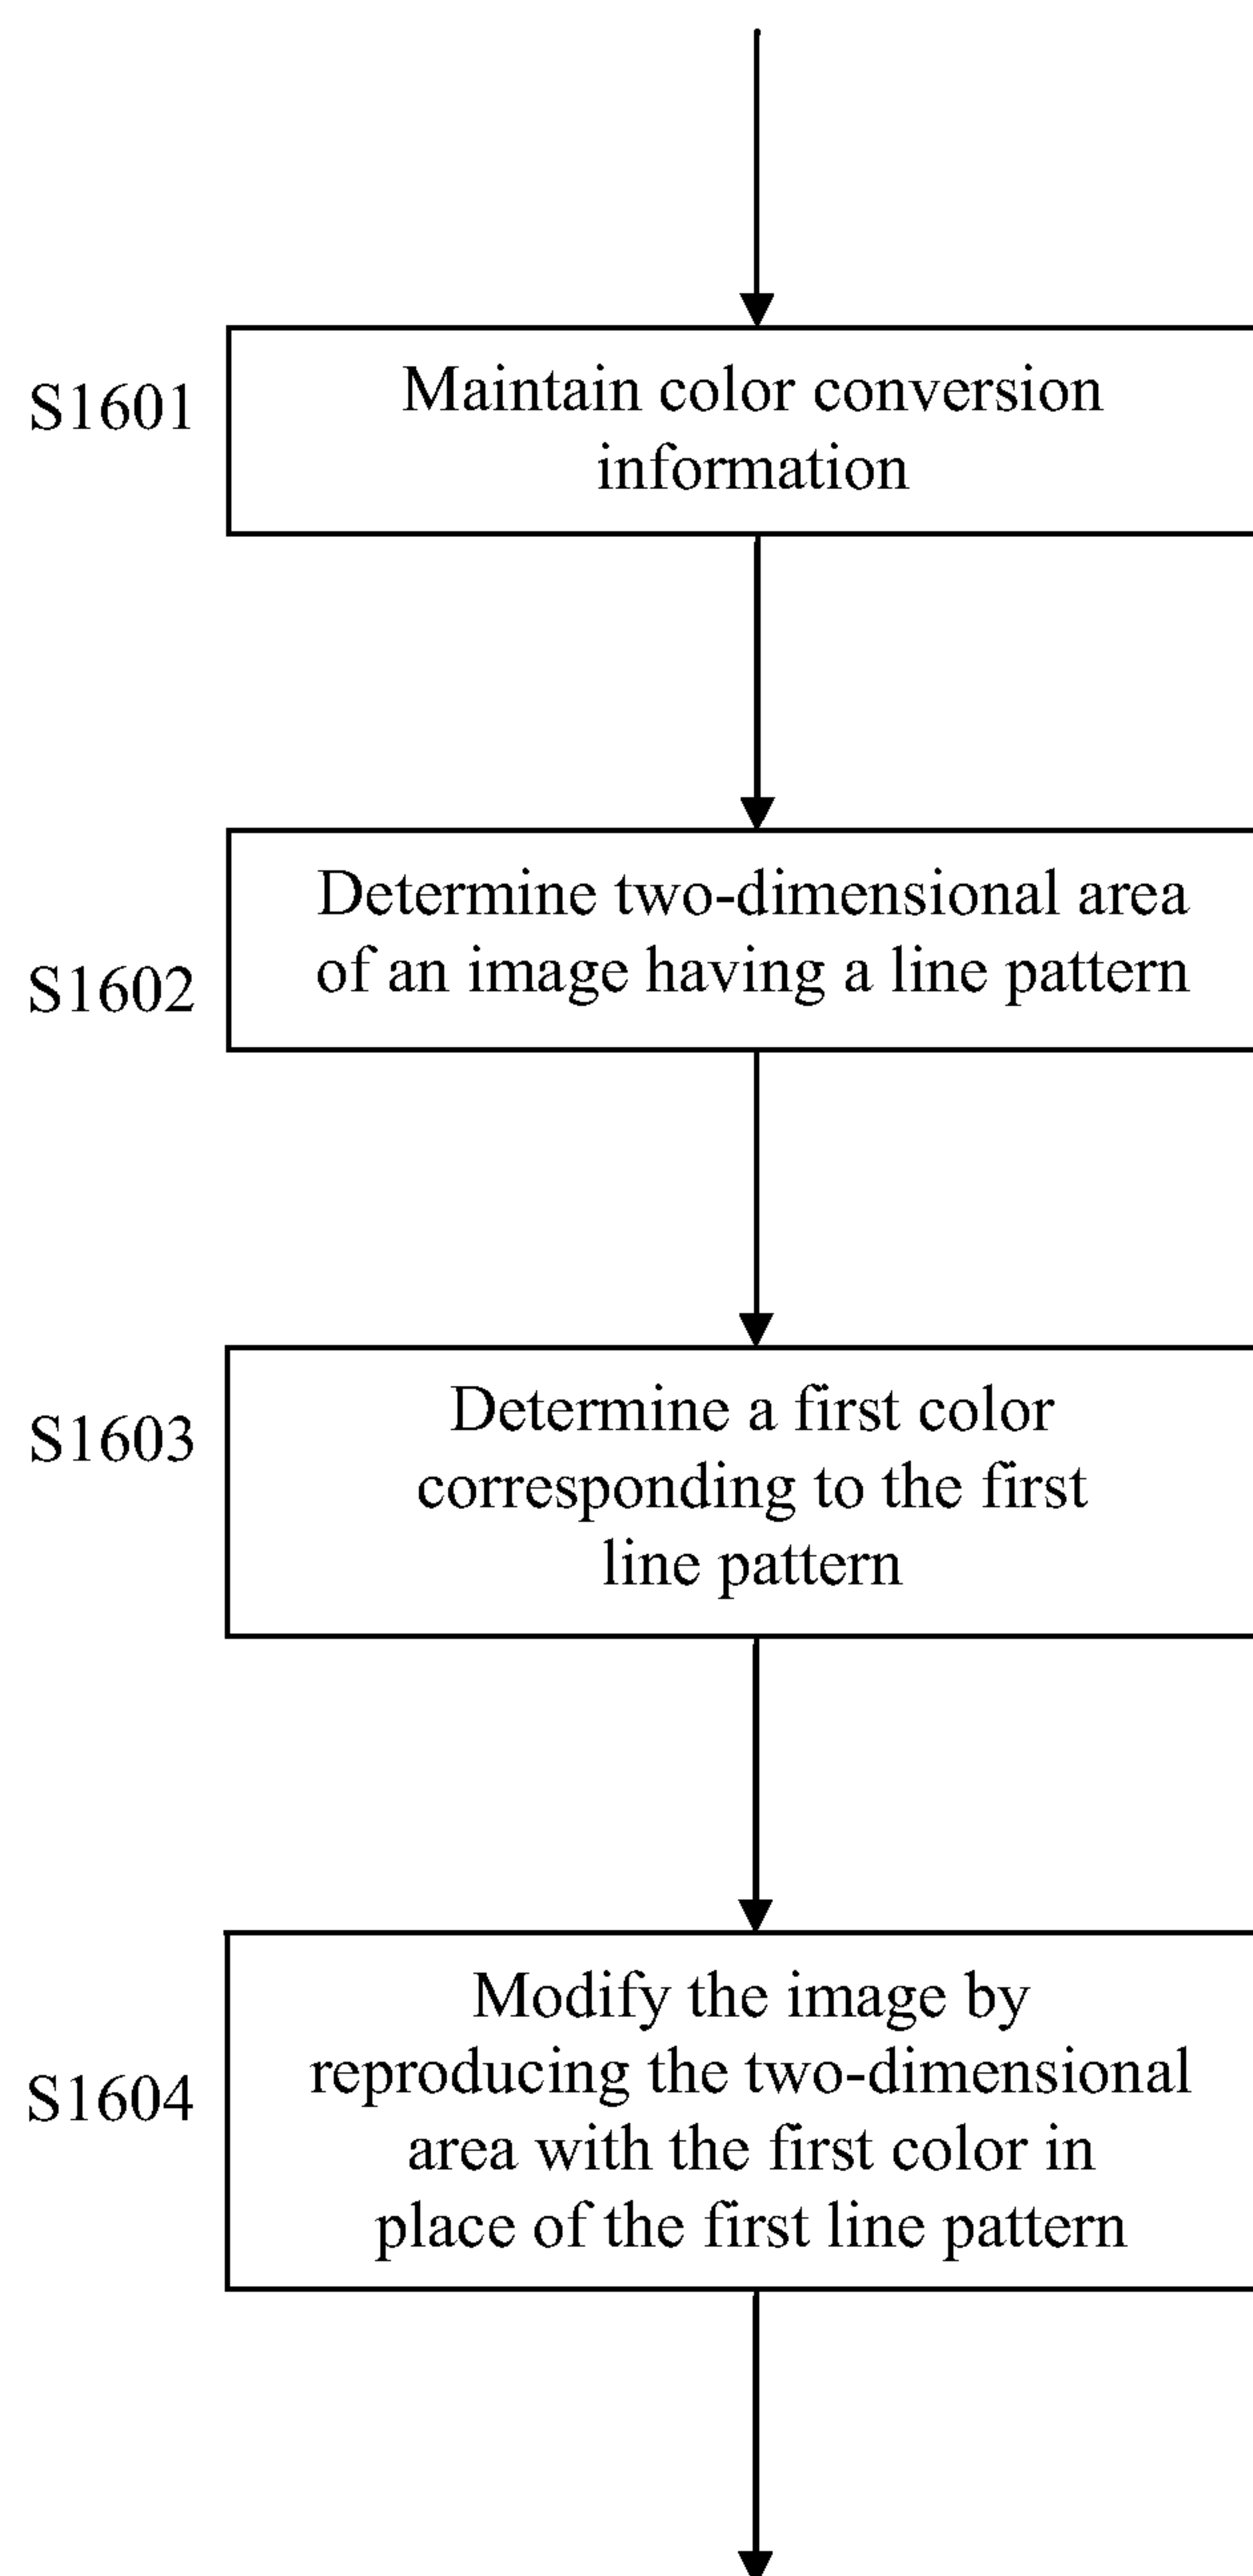 S1601
Maintain color conversion
information
S1602
Determine two-dimensional area
of an image having a line pattern
S1603
Determine a first color
corresponding to the first
line pattern
S1604
Modify the image by
reproducing the two-dimensional
area with the first color in
place of the first line pattern